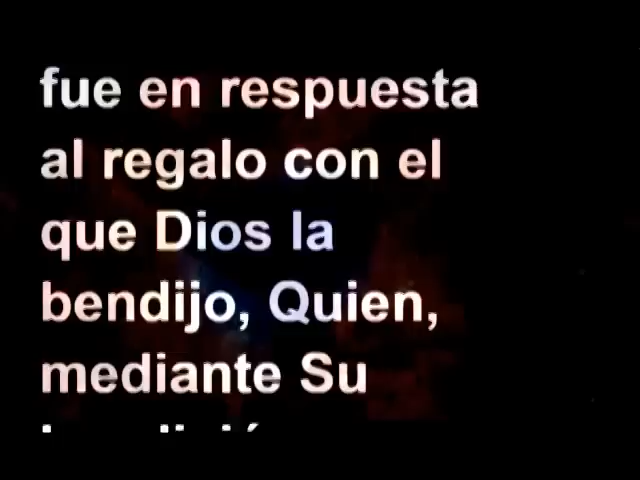 fue en respuesta
al regalo con el
que Dios la
bendijo, Quien,
mediante Su